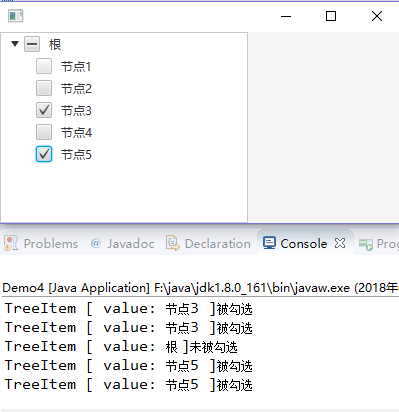 根
节点1
节点2
节点3
节点4
节点5
Problems @ Javadoc Declaration Console Prog
Demo4 [Java Application] F:\java\jdk1.8.0_161\bin\javaw.exe (2018年
TreeItem [ value: 节点3 ]被勾选
TreeItem [ value: 节点3 ]被勾选
TreeItem [ value: 根 ]未被勾选
TreeItem [ value: 节点5 ]被勾选
TreeItem [ value: 节点5 ]被勾选